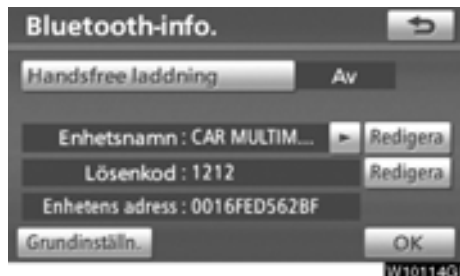 Bluetooth-info.
Handsfree laddning Av
Enhetsnamn : CAR MULTIM.... ► Redigera
Lösenkod : 1212 Redigera
Enhetens adress : 0016FED562BF
Grundinställn. OK
W10114G